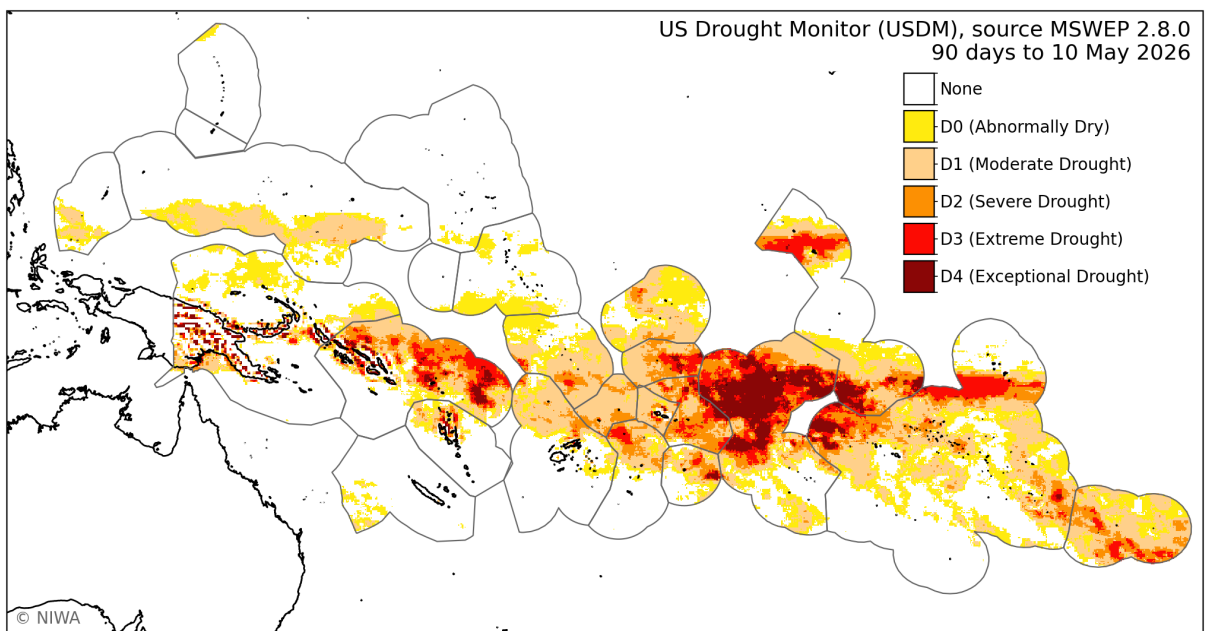 US Drought Monitor (USDM), source MSWEP 2.8.0
90 days to 10 May 2026
None
D0 (Abnormally Dry)
D1 (Moderate Drought)
D2 (Severe Drought)
D3 (Extreme Drought)
D4 (Exceptional Drought)
© NIWA